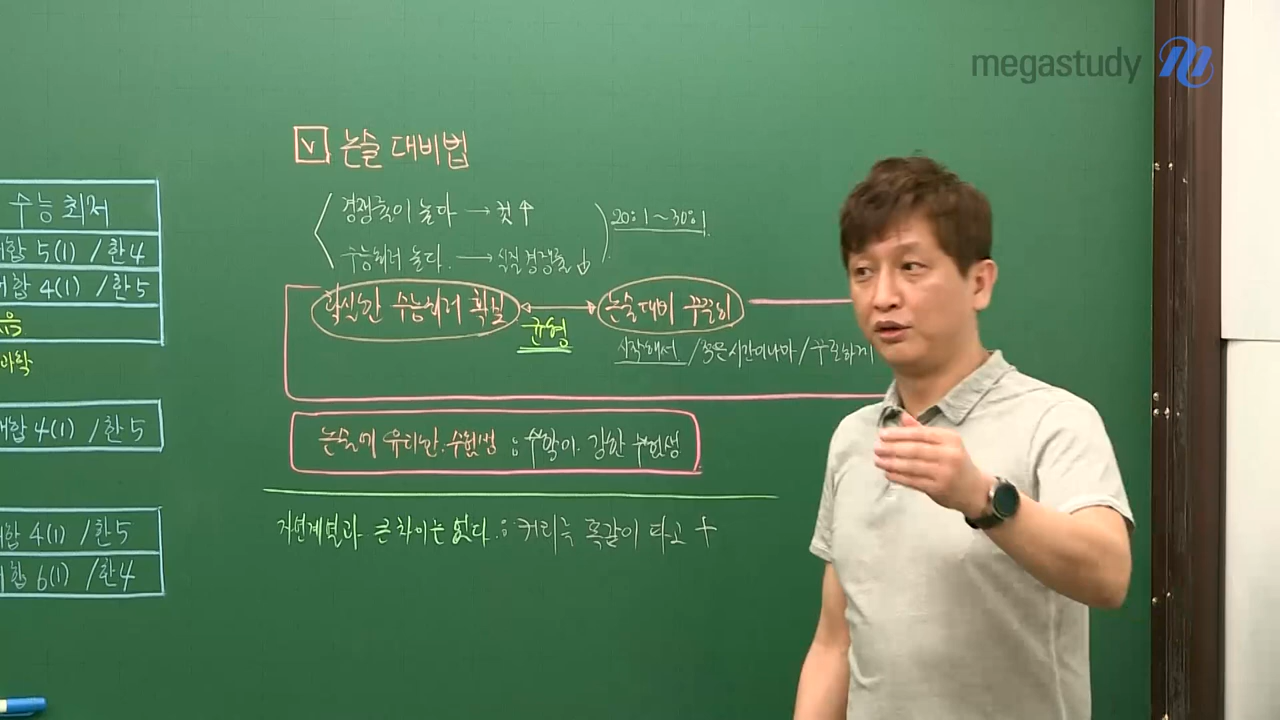 megastudy
V 논술 대비법
경쟁률이 높다 → 컷 ↑
수능최저 높다. → 실질 경쟁률 ↓
20:1~30:1
확실한 수능최저 확보 ↔ 논술대비 꾸준히
균형
시작해서 / 적은시간이나마 / 꾸준하게
논술에 유리한 수험생 : 수학이 강한 수험생
자연계열과 큰 차이는 없다. : 커리는 똑같이 타고 +
수능최저
합 5(1) / 한4
합 4(1) / 한5
과학
합 4(1) / 한5
합 4(1) / 한5
합 6(1) / 한4